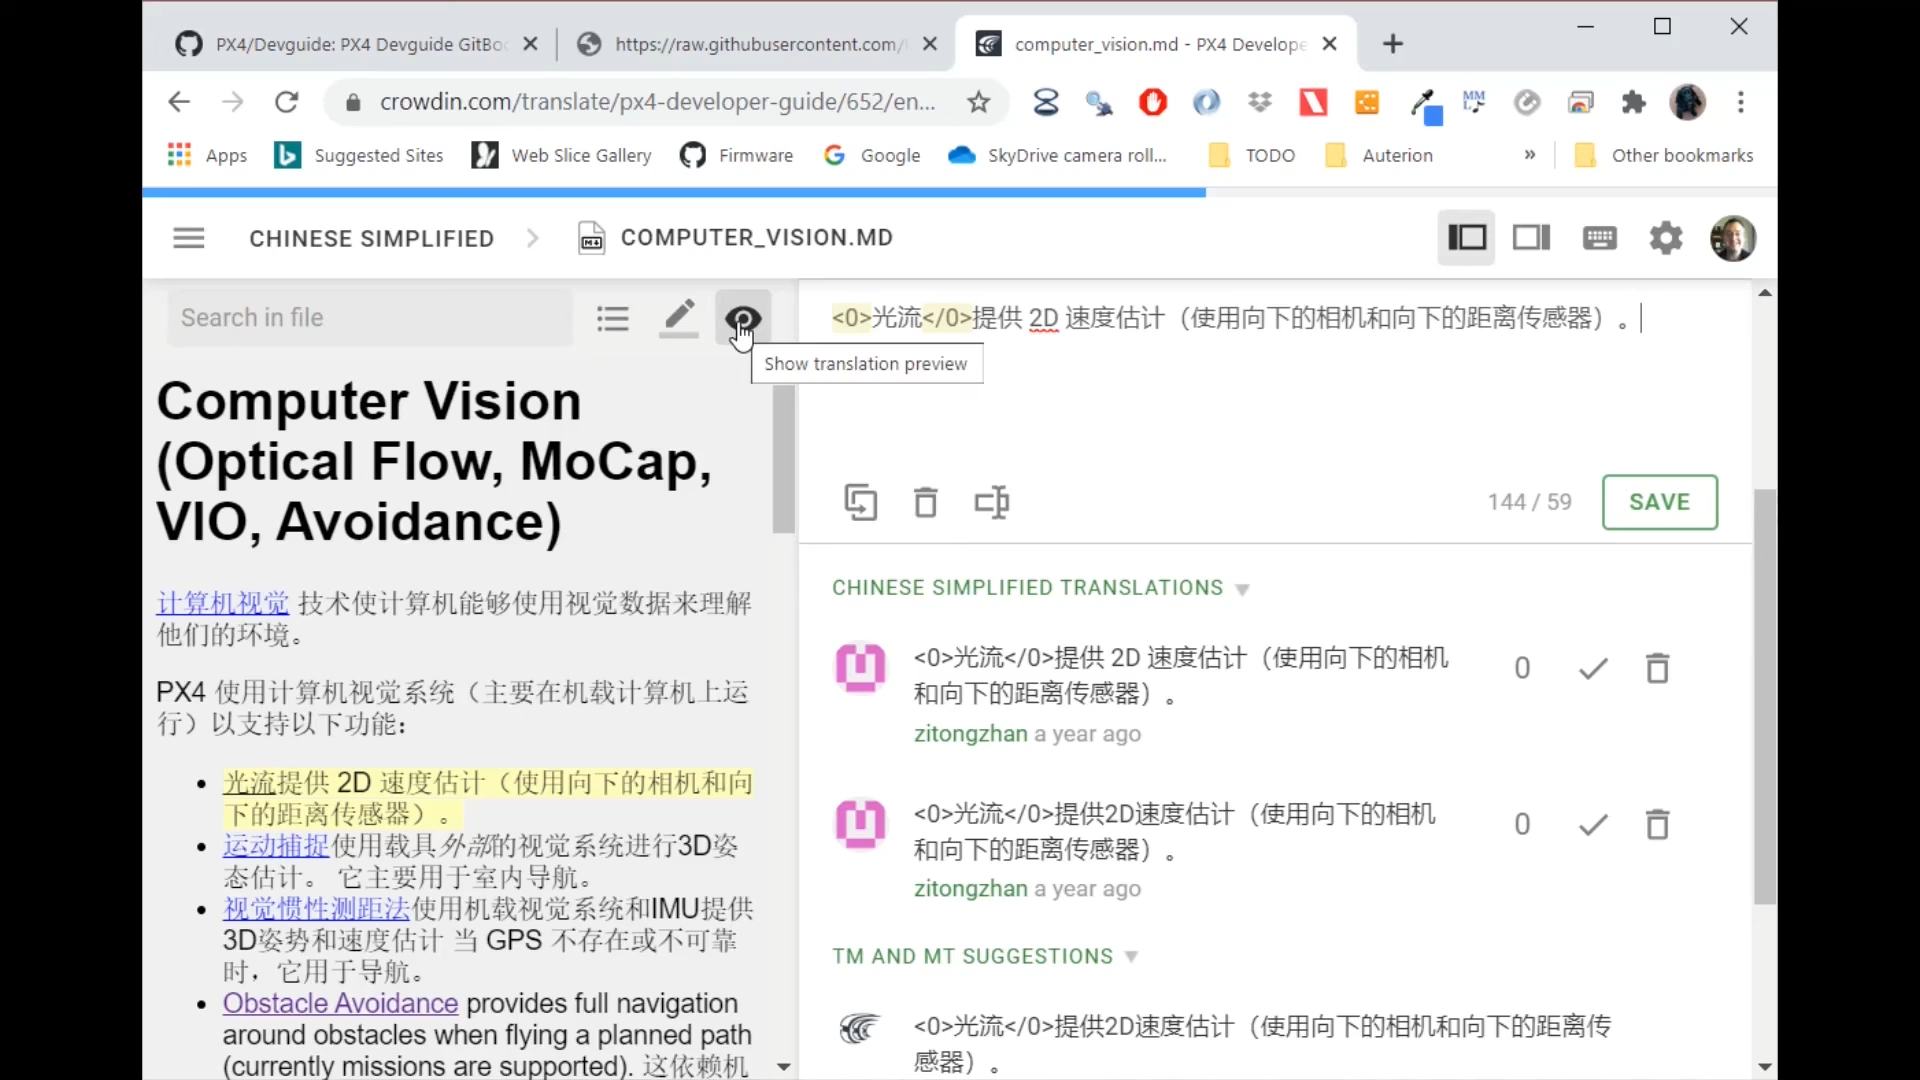 PX4/Devguide: PX4 Devguide GitBo
https://raw.githubusercontent.com/
computer_vision.md - PX4 Develope
crowdin.com/translate/px4-developer-guide/652/en...
Apps
Suggested Sites
Web Slice Gallery
Firmware
Google
SkyDrive camera roll...
TODO
Auterion
»
Other bookmarks
CHINESE SIMPLIFIED
COMPUTER_VISION.MD
Search in file
Show translation preview
Computer Vision
(Optical Flow, MoCap,
VIO, Avoidance)
计算机视觉 技术使计算机能够使用视觉数据来理解
他们的环境。
PX4 使用计算机视觉系统（主要在机载计算机上运
行）以支持以下功能：
光流提供 2D 速度估计（使用向下的相机和向
下的距离传感器）。
运动捕捉使用载具外部的视觉系统进行3D姿
态估计。 它主要用于室内导航。
视觉惯性测距法使用机载视觉系统和IMU提供
3D姿势和速度估计 当 GPS 不存在或不可靠
时，它用于导航。
Obstacle Avoidance provides full navigation
around obstacles when flying a planned path
(currently missions are supported). 这依赖机
<0>光流</0>提供 2D 速度估计（使用向下的相机和向下的距离传感器）。
144 / 59
SAVE
CHINESE SIMPLIFIED TRANSLATIONS
<0>光流</0>提供 2D 速度估计（使用向下的相机
和向下的距离传感器）。
0
zitongzhan a year ago
<0>光流</0>提供2D速度估计（使用向下的相机
和向下的距离传感器）。
0
zitongzhan a year ago
TM AND MT SUGGESTIONS
<0>光流</0>提供2D速度估计（使用向下的相机和向下的距离传
感器）。